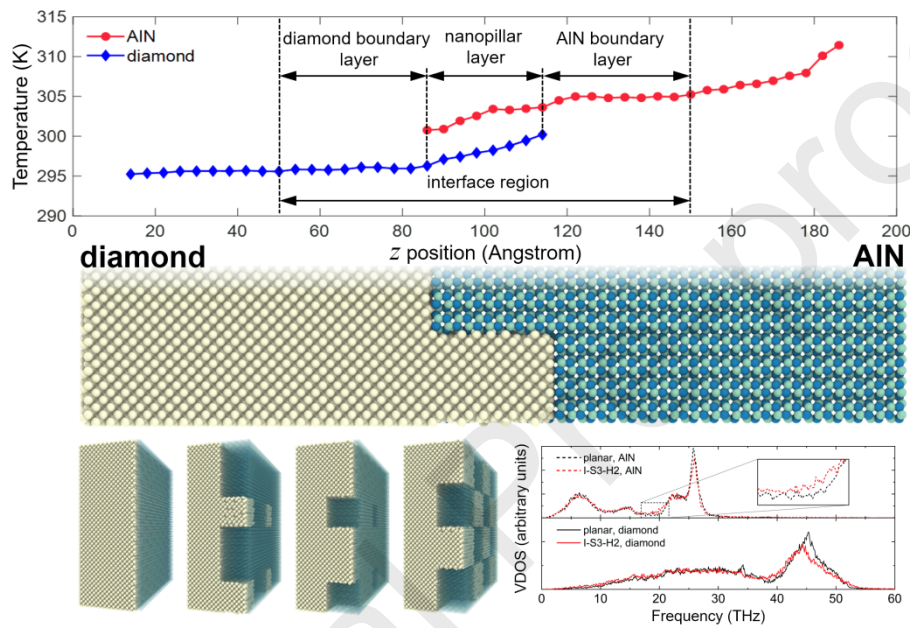 315
310
305
300
295
290
Temperature (K)
AlN
diamond
diamond boundary
layer
nanopillar
layer
AlN boundary
layer
interface region
0 20 40 60 80 100 120 140 160 180 200
z position (Angstrom)
diamond
AlN
VDOS (arbitrary units)
planar, AlN
I-S3-H2, AlN
planar, diamond
I-S3-H2, diamond
0 10 20 30 40 50 60
Frequency (THz)